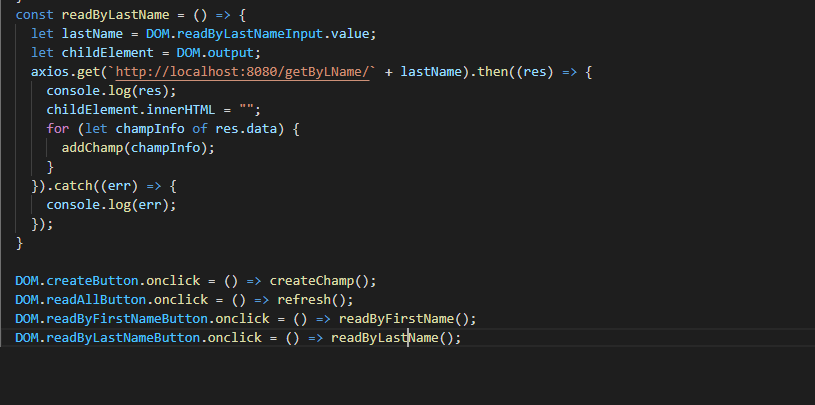 const readByLastName = () => {
let lastName = DOM.readByLastNameInput.value;
let childElement = DOM.output;
axios.get(`http://localhost:8080/getByLName/` + lastName).then((res) => {
console.log(res);
childElement.innerHTML = "";
for (let champInfo of res.data) {
addChamp(champInfo);
}
}).catch((err) => {
console.log(err);
});
}
DOM.createButton.onclick = () => createChamp();
DOM.readAllButton.onclick = () => refresh();
DOM.readByFirstNameButton.onclick = () => readByFirstName();
DOM.readByLastNameButton.onclick = () => readByLastName();